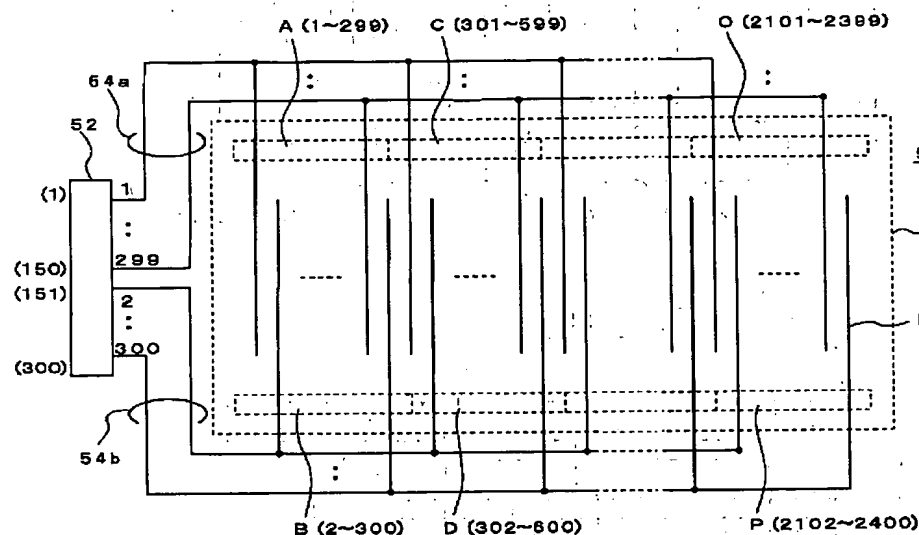 A (1~299)
C (301~599)
O (2101~2399)
64a
52
(1)
1
299
(150)
(151)
2
300
(300)
54b
B (2~300)
D (302~600)
P (2102~2400)